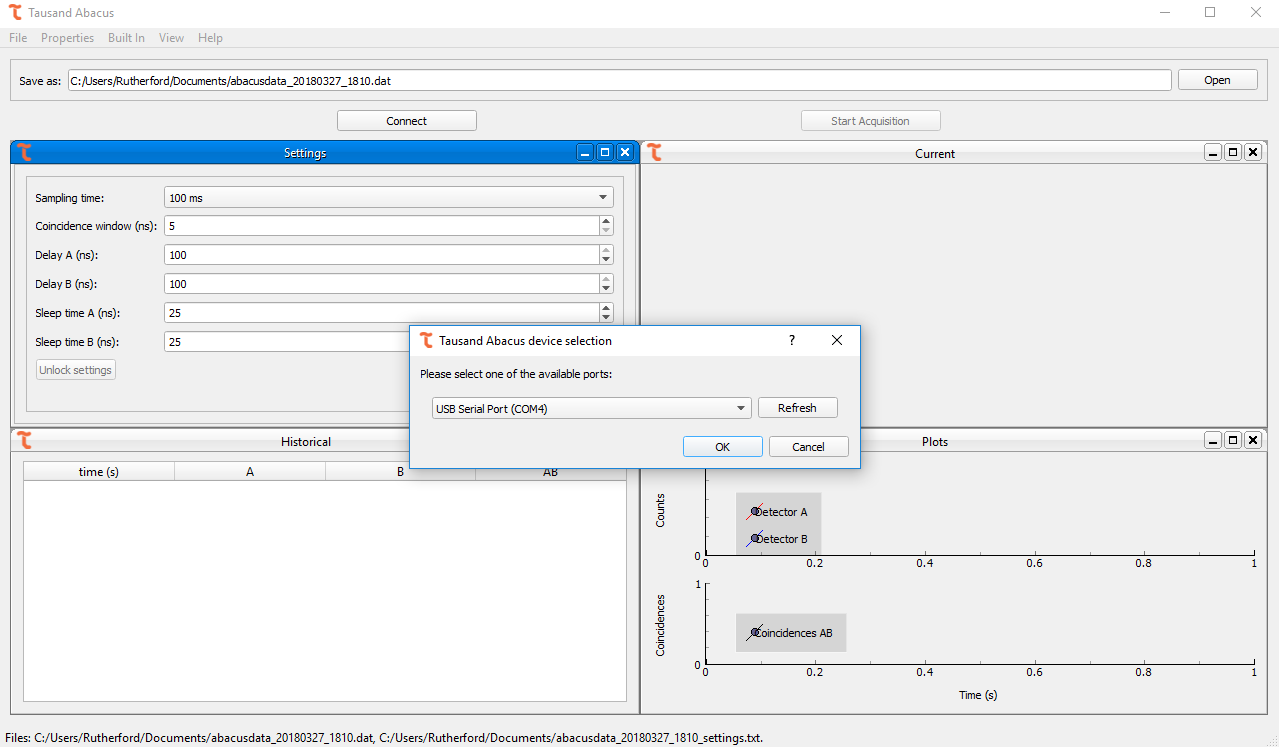 Tausand Abacus
File Properties Built In View Help
Save as: C:/Users/Rutherford/Documents/abacusdata_20180327_1810.dat Open
Connect Start Acquisition
Settings
Sampling time: 100 ms
Coincidence window (ns): 5
Delay A (ns): 100
Delay B (ns): 100
Sleep time A (ns): 25
Sleep time B (ns): 25
Unlock settings
Current
Tausand Abacus device selection ?
Please select one of the available ports:
USB Serial Port (COM4) Refresh
OK Cancel
Historical
time (s) A B AB
Plots
Counts
Detector A
Detector B
0
0 0.2 0.4 0.6 0.8 1
1
Coincidences
Coincidences AB
0
0 0.2 0.4 0.6 0.8 1
Time (s)
Files: C:/Users/Rutherford/Documents/abacusdata_20180327_1810.dat, C:/Users/Rutherford/Documents/abacusdata_20180327_1810_settings.txt.